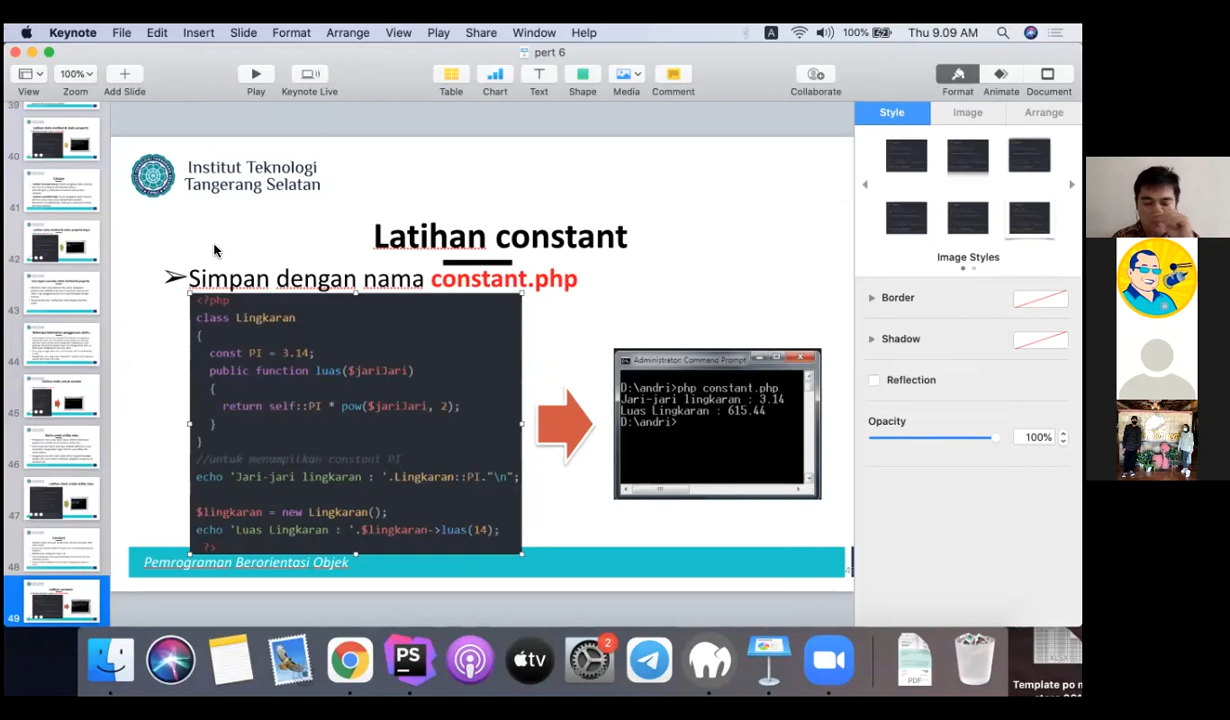 Keynote File Edit Insert Slide Format Arrange View Play Share Window Help A 100% Thu 9.09 AM
pert 6
100%
View Zoom Add Slide Play Keynote Live Table Chart Text Shape Media Comment Collaborate Format Animate Document
Style Image Arrange
39
40
41
42
43
44
45
46
47
48
49
Institut Teknologi
Tangerang Selatan
Latihan constant
➢Simpan dengan nama constant.php
<?php
class Lingkaran
{
const PI = 3.14;
public function luas($jariJari)
{
return self::PI * pow($jariJari, 2);
}
}
//untuk menampilkan constant PI
echo 'Jari-jari lingkaran : '.Lingkaran::PI."\n";
$lingkaran = new Lingkaran();
echo 'Luas Lingkaran : '.$lingkaran->luas(14);
?>
Administrator: Command Prompt
D:\andri>php constant.php
Jari-jari lingkaran : 3.14
Luas Lingkaran : 615.44
D:\andri>
Pemrograman Berorientasi Objek
Image Styles
Border
Shadow
Reflection
Opacity
100%
PS
tv
2
PDF
XLSX
Template po m